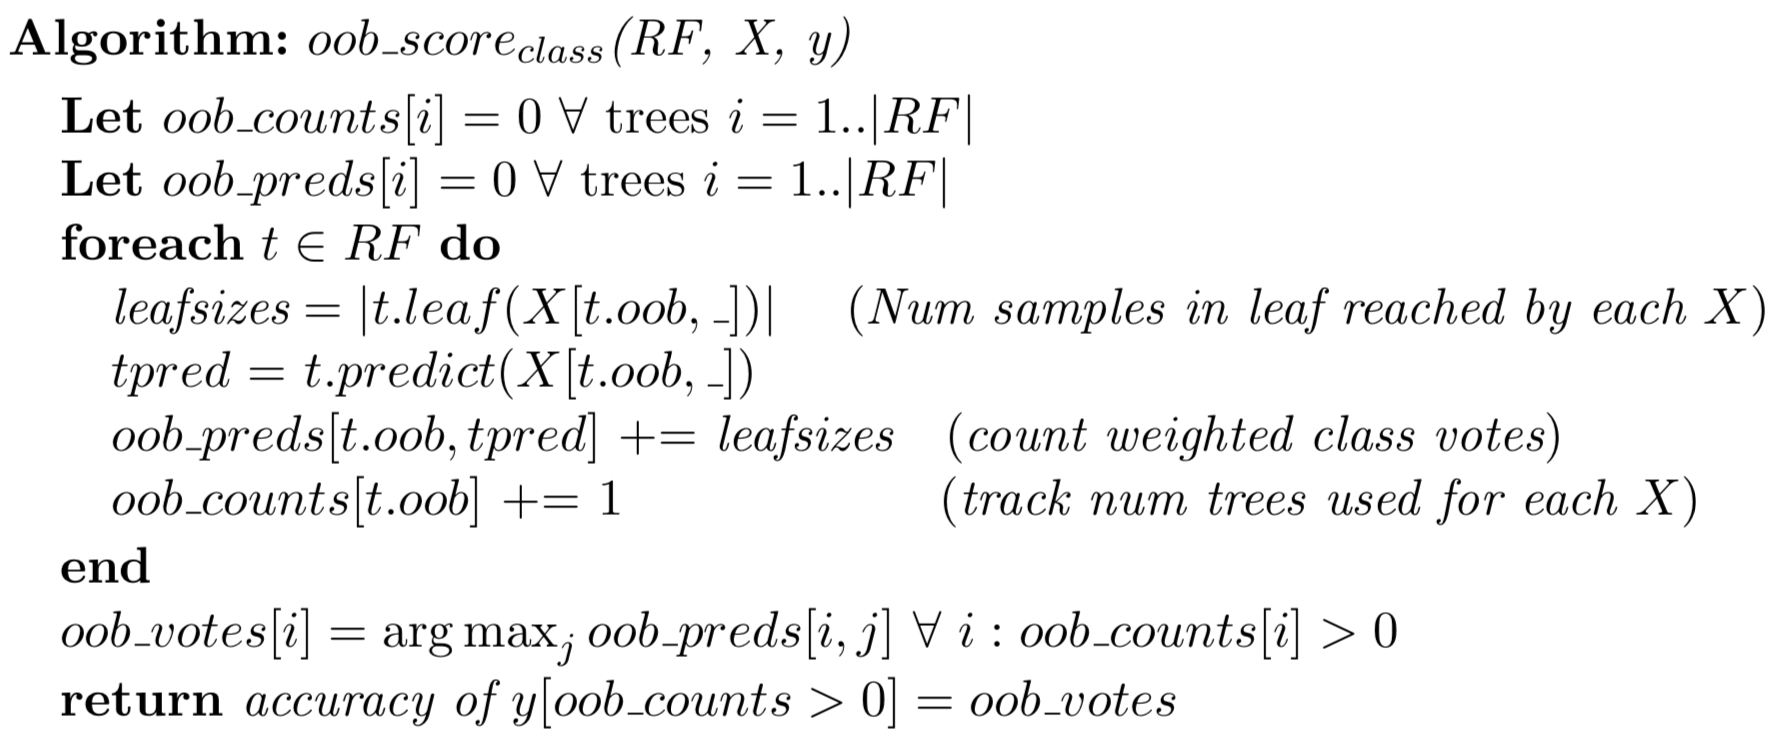 Algorithm: oob_score_class(RF, X, y)
Let oob_counts[i] = 0 ∀ trees i = 1..|RF|
Let oob_preds[i] = 0 ∀ trees i = 1..|RF|
foreach t ∈ RF do
leafsizes = |t.leaf(X[t.oob, _])| (Num samples in leaf reached by each X)
tpred = t.predict(X[t.oob, _])
oob_preds[t.oob, tpred] += leafsizes (count weighted class votes)
oob_counts[t.oob] += 1 (track num trees used for each X)
end
oob_votes[i] = arg max_j oob_preds[i, j] ∀ i : oob_counts[i] > 0
return accuracy of y[oob_counts > 0] = oob_votes